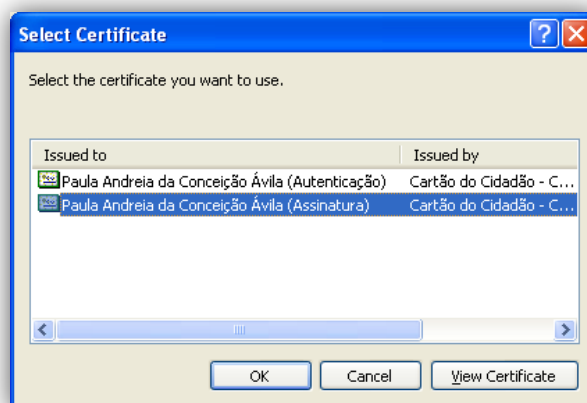 Select Certificate
Select the certificate you want to use.
Issued to Issued by
Paula Andreia da Conceição Ávila (Autenticação) Cartão do Cidadão - C...
Paula Andreia da Conceição Ávila (Assinatura) Cartão do Cidadão - C...
OK Cancel View Certificate